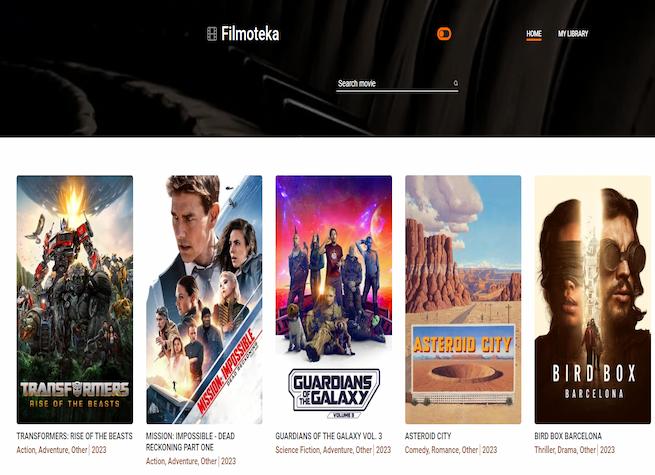 Filmoteka
HOME
MY LIBRARY
Search movie
TRANSFORMERS
RISE OF THE BEASTS
MISSION: IMPOSSIBLE
DEAD RECKONING
GUARDIANS
OF THE GALAXY
VOLUME 3
ASTEROID CITY
BIRD BOX
BARCELONA
TRANSFORMERS: RISE OF THE BEASTS
Action, Adventure, Other | 2023
MISSION: IMPOSSIBLE - DEAD
RECKONING PART ONE
Action, Adventure, Other | 2023
GUARDIANS OF THE GALAXY VOL. 3
Science Fiction, Adventure, Other | 2023
ASTEROID CITY
Comedy, Romance, Other | 2023
BIRD BOX BARCELONA
Thriller, Drama, Other | 2023